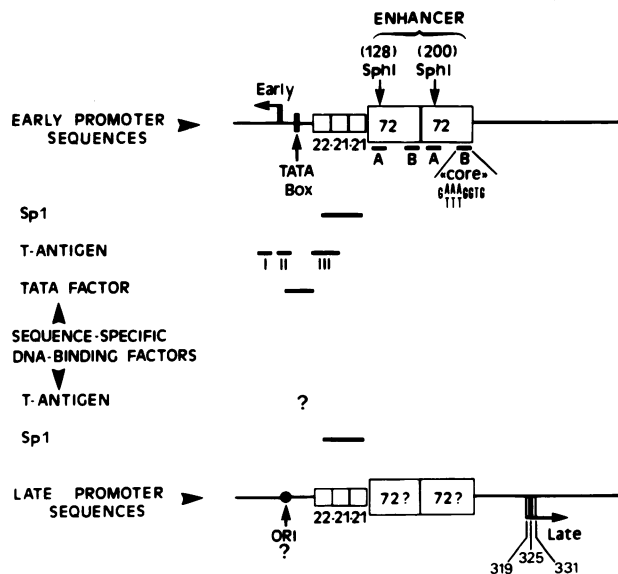 ENHANCER
(128) (200)
SphI SphI
Early
EARLY PROMOTER
SEQUENCES
72 72
22·21·21
A B A B
TATA
Box
«core»
GAAAGGTG
TTT
Sp1
T-ANTIGEN
I II III
TATA FACTOR
SEQUENCE-SPECIFIC
DNA-BINDING FACTORS
T-ANTIGEN ?
Sp1
LATE PROMOTER
SEQUENCES
72? 72?
22·21·21
ORI
?
Late
319 325 331